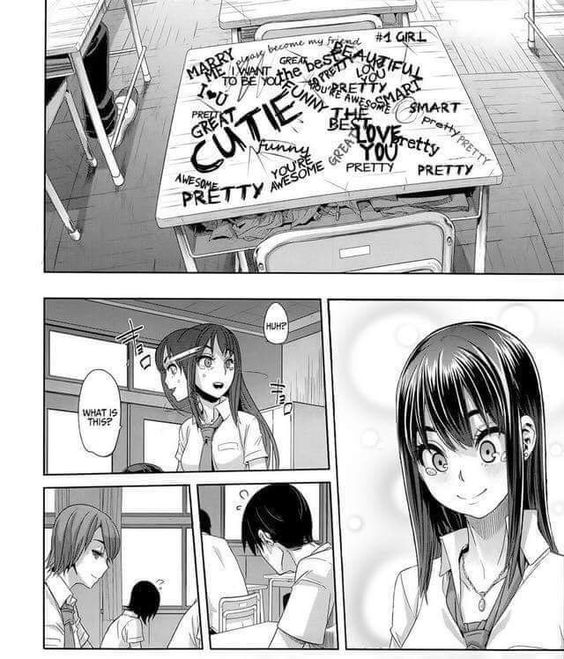 #1 GIRL
please become my friend
MARRY ME
I WANT TO BE YOU
GREAT
the best
BEAUTIFUL
LOVE YOU
PRETTY
SMART
I♥U
YOU'RE AWESOME
PRETTY
GREAT
FUNNY
THE BEST
SMART
pretty
PRETTY
CUTIE
LOVE YOU
pretty
GREAT
funny
YOU'RE AWESOME
PRETTY
PRETTY
AWESOME
PRETTY
HUH?
WHAT IS THIS?
?